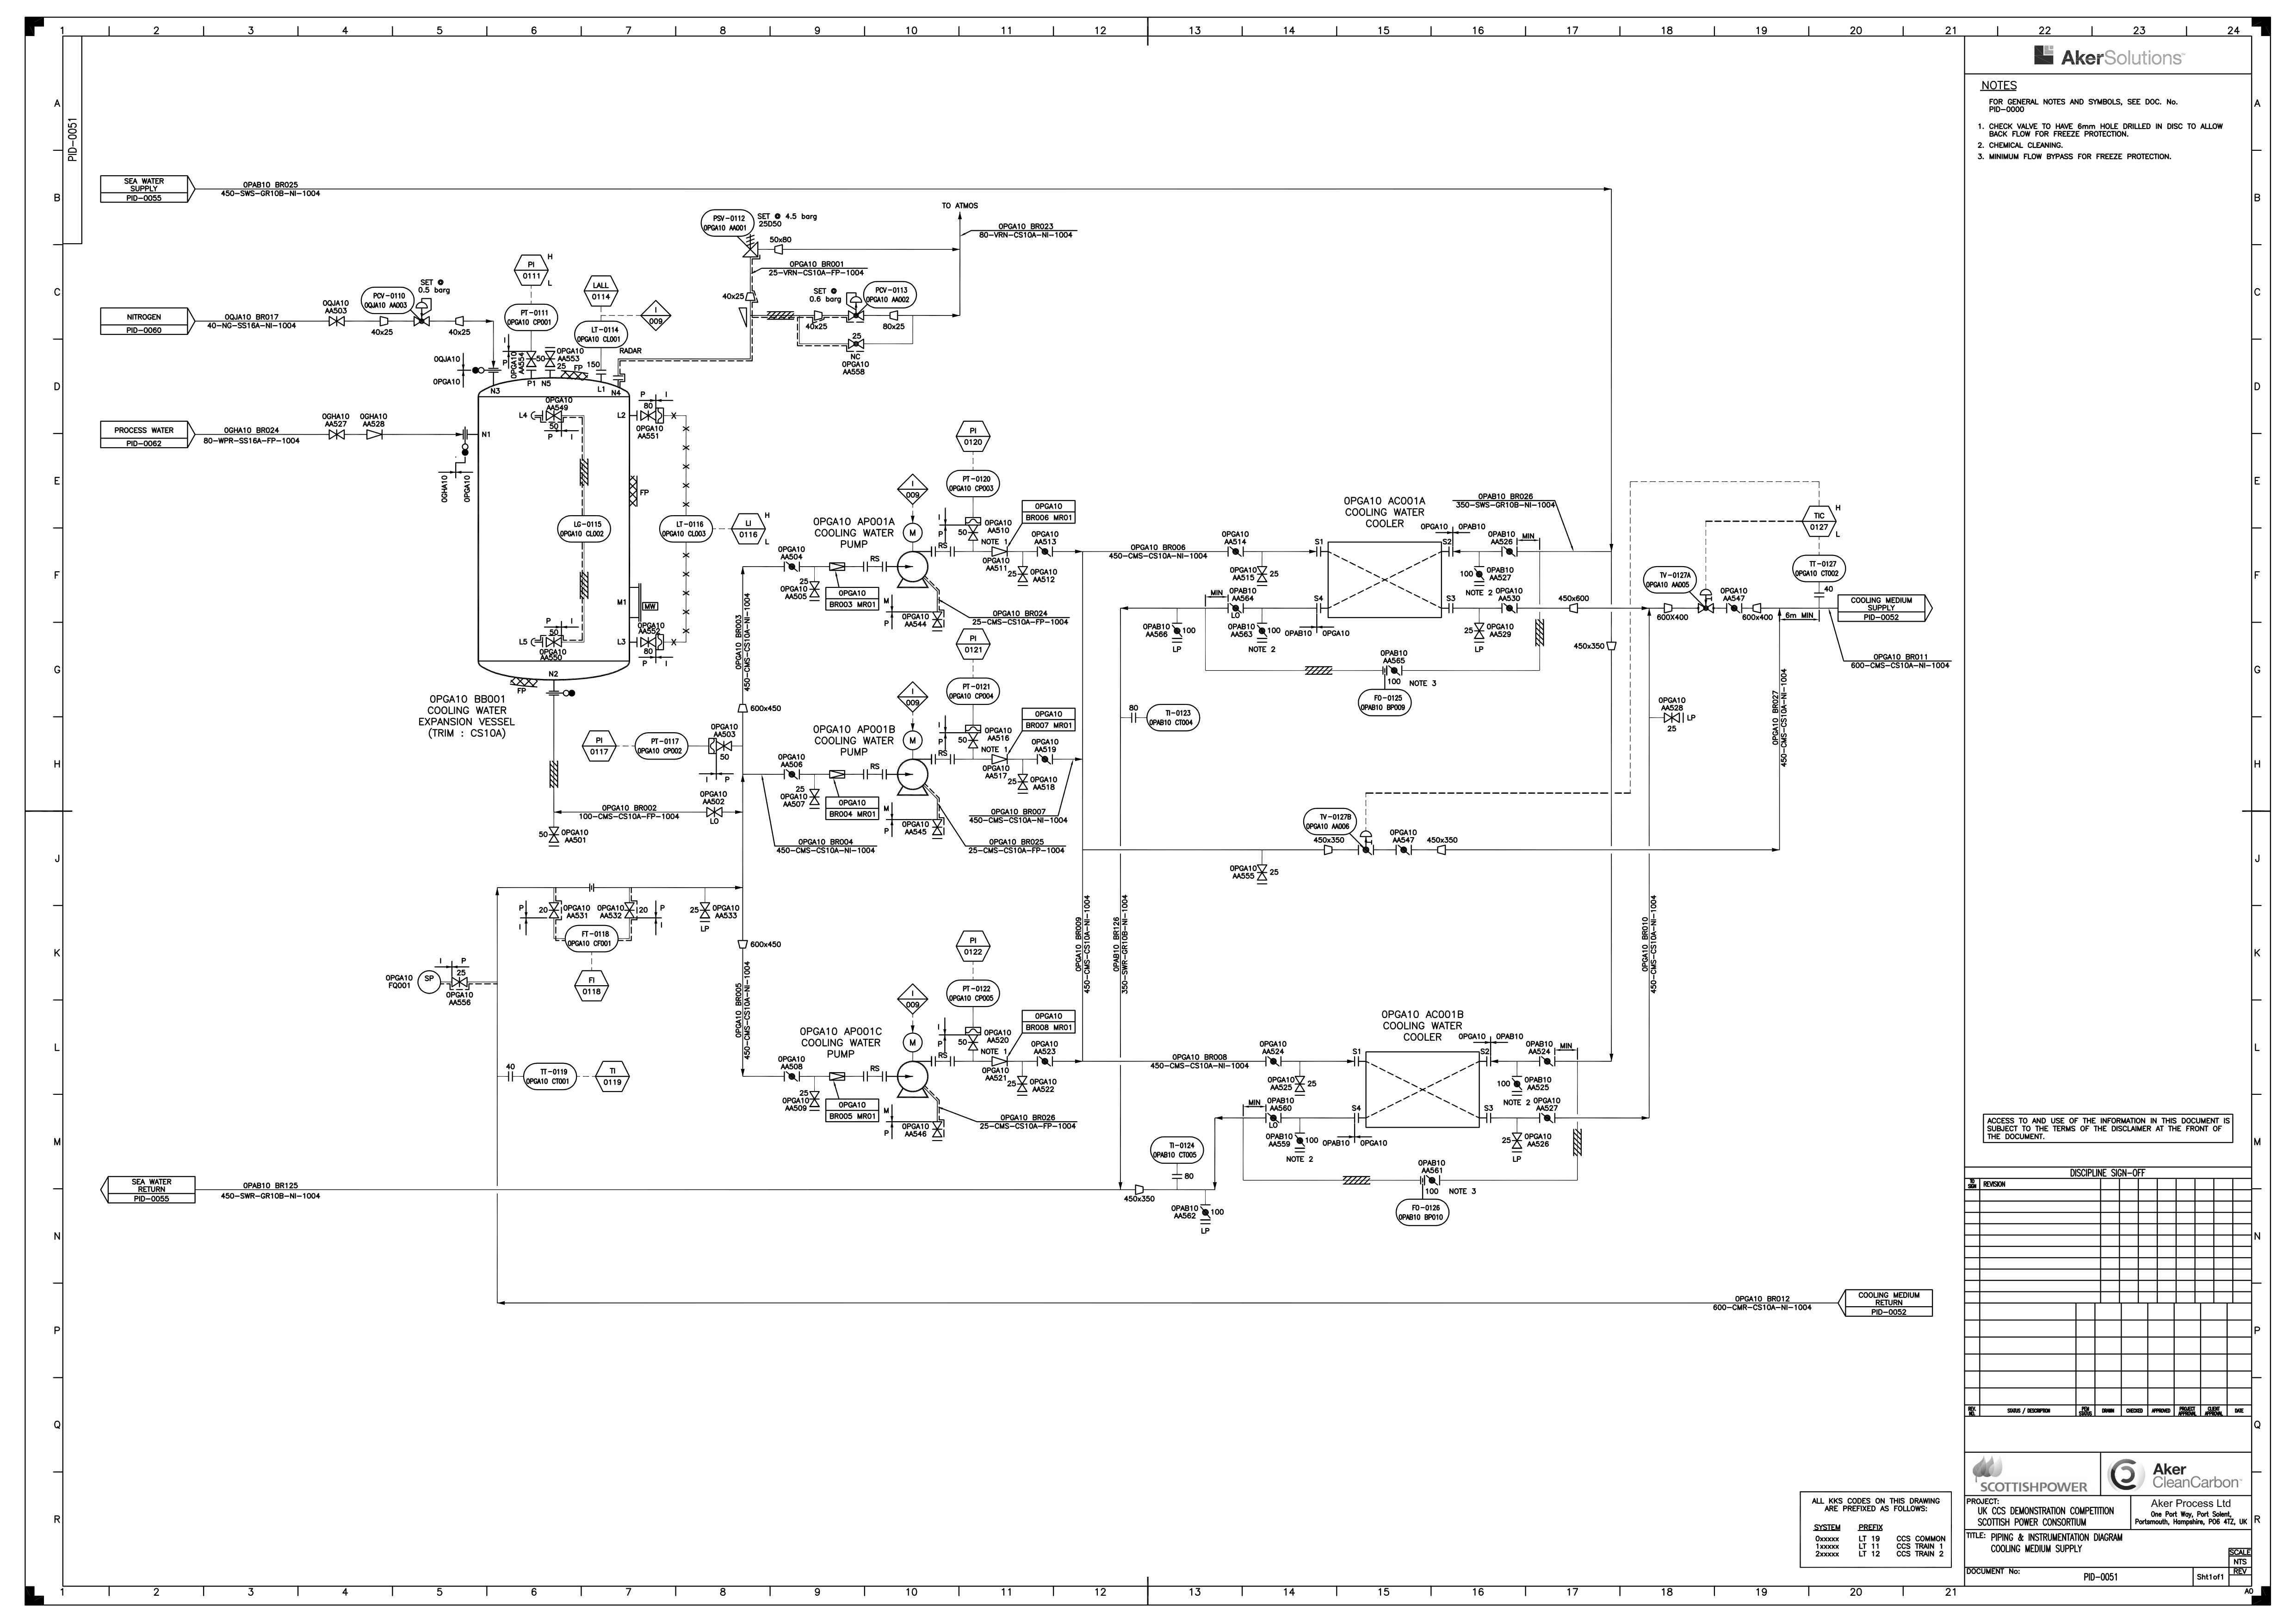 1 2 3 4 5 6 7 8 9 10 11 12 13 14 15 16 17 18 19 20 21 22 23 24
A
B
C
D
E
F
G
H
J
K
L
M
N
P
Q
R
PID-0051
AkerSolutions
NOTES
FOR GENERAL NOTES AND SYMBOLS, SEE DOC. No.
PID-0000
1. CHECK VALVE TO HAVE 6mm HOLE DRILLED IN DISC TO ALLOW
BACK FLOW FOR FREEZE PROTECTION.
2. CHEMICAL CLEANING.
3. MINIMUM FLOW BYPASS FOR FREEZE PROTECTION.
SEA WATER
SUPPLY
PID-0055
0PAB10 BR025
450-SWS-GR10B-NI-1004
NITROGEN
PID-0060
0QJA10 BR017
40-NG-SS16A-NI-1004
0QJA10
AA503
40x25
PCV-0110
0QJA10 AA003
SET @
0.5 barg
40x25
PROCESS WATER
PID-0062
0GHA10 BR024
80-WPR-SS16A-FP-1004
0GHA10
AA527
0GHA10
AA528
0QJA10
0PGA10
0GHA10
0PGA10
PI
0111
H
L
PT-0111
0PGA10 CP001
LALL
0114
LT-0114
0PGA10 CL001
I
009
RADAR
0PGA10
AA554
50
0PGA10
AA553
25
FP
150
P1
N5
L1
N3
N4
N1
PSV-0112
0PGA10 AA001
SET @ 4.5 barg
25D50
50x80
TO ATMOS
0PGA10 BR023
80-VRN-CS10A-NI-1004
0PGA10 BR001
25-VRN-CS10A-FP-1004
40x25
SET @
0.6 barg
PCV-0113
0PGA10 AA002
40x25
80x25
25
NC
0PGA10
AA558
L4
0PGA10
AA549
50
P
I
L2
80
0PGA10
AA551
P
I
LG-0115
0PGA10 CL002
FP
LT-0116
0PGA10 CL003
LI
0116
H
L
M1
MW
0PGA10
AA552
L3
80
P
I
L5
0PGA10
AA550
50
P
I
N2
FP
0PGA10 BB001
COOLING WATER
EXPANSION VESSEL
(TRIM : CS10A)
PI
0117
PT-0117
0PGA10 CP002
0PGA10
AA503
50
I
P
0PGA10 BR002
100-CMS-CS10A-FP-1004
0PGA10
AA502
LO
50
0PGA10
AA501
0PGA10 BR003
450-CMS-CS10A-NI-1004
600x450
600x450
0PGA10 BR005
450-CMS-CS10A-NI-1004
0PGA10 AP001A
COOLING WATER
PUMP
0PGA10
AA504
25
0PGA10
AA505
0PGA10
BR003 MR01
RS
I
009
M
RS
PI
0120
PT-0120
0PGA10 CP003
50
0PGA10
AA510
NOTE 1
0PGA10
AA511
0PGA10
BR006 MR01
0PGA10
AA513
25
0PGA10
AA512
0PGA10
AA544
M
P
0PGA10 BR024
25-CMS-CS10A-FP-1004
0PGA10 AP001B
COOLING WATER
PUMP
0PGA10
AA506
25
0PGA10
AA507
0PGA10
BR004 MR01
RS
I
009
M
RS
PI
0121
PT-0121
0PGA10 CP004
50
0PGA10
AA516
NOTE 1
0PGA10
AA517
0PGA10
BR007 MR01
0PGA10
AA519
25
0PGA10
AA518
0PGA10
AA545
M
P
0PGA10 BR007
450-CMS-CS10A-NI-1004
0PGA10 BR004
450-CMS-CS10A-NI-1004
0PGA10 BR025
25-CMS-CS10A-FP-1004
0PGA10 AP001C
COOLING WATER
PUMP
0PGA10
AA508
25
0PGA10
AA509
0PGA10
BR005 MR01
RS
I
009
M
RS
PI
0122
PT-0122
0PGA10 CP005
50
0PGA10
AA520
NOTE 1
0PGA10
AA521
0PGA10
BR008 MR01
0PGA10
AA523
25
0PGA10
AA522
0PGA10
AA546
M
P
0PGA10 BR026
25-CMS-CS10A-FP-1004
P
I
20
0PGA10
AA531
0PGA10
AA532
20
P
I
FT-0118
0PGA10 CF001
FI
0118
25
0PGA10
AA533
LP
0PGA10
FQ001
SP
I
P
25
0PGA10
AA556
40
TT-0119
0PGA10 CT001
TI
0119
0PGA10 BR006
450-CMS-CS10A-NI-1004
0PGA10
AA514
0PGA10
AA515
25
0PGA10 AC001A
COOLING WATER
COOLER
S1
S2
S3
S4
0PGA10
0PAB10
0PAB10 BR026
350-SWS-GR10B-NI-1004
0PAB10
AA526
MIN
100
0PAB10
AA527
NOTE 2
0PGA10
AA530
25
0PGA10
AA529
LP
450x600
MIN
0PAB10
AA564
LO
0PAB10
AA566
100
LP
0PAB10
AA563
100
NOTE 2
0PAB10
0PGA10
0PAB10
AA565
100
NOTE 3
FO-0125
0PAB10 BP009
80
TI-0123
0PAB10 CT004
450x350
TV-0127B
0PGA10 AA006
450x350
0PGA10
AA547
450x350
0PGA10
AA555
25
0PGA10 BR009
450-CMS-CS10A-NI-1004
0PAB10 BR126
350-SWR-GR10B-NI-1004
TIC
0127
H
L
TT-0127
0PGA10 CT002
40
TV-0127A
0PGA10 AA005
600X400
0PGA10
AA547
600x400
6m MIN
COOLING MEDIUM
SUPPLY
PID-0052
0PGA10 BR011
600-CMS-CS10A-NI-1004
0PGA10 BR027
450-CMS-CS10A-NI-1004
0PGA10
AA528
LP
25
0PGA10 BR010
450-CMS-CS10A-NI-1004
0PGA10 BR008
450-CMS-CS10A-NI-1004
0PGA10
AA524
0PGA10
AA525
25
0PGA10 AC001B
COOLING WATER
COOLER
S1
S2
S3
S4
0PGA10
0PAB10
0PAB10
AA524
MIN
100
0PAB10
AA525
NOTE 2
0PGA10
AA527
25
0PGA10
AA526
LP
MIN
0PAB10
AA560
LO
0PAB10
AA559
100
NOTE 2
0PAB10
0PGA10
0PAB10
AA561
100
NOTE 3
FO-0126
0PAB10 BP010
TI-0124
0PAB10 CT005
80
450x350
0PAB10
AA562
100
LP
SEA WATER
RETURN
PID-0055
0PAB10 BR125
450-SWR-GR10B-NI-1004
0PGA10 BR012
600-CMR-CS10A-NI-1004
COOLING MEDIUM
RETURN
PID-0052
ALL KKS CODES ON THIS DRAWING
ARE PREFIXED AS FOLLOWS:
SYSTEM PREFIX
0xxxxx LT 19 CCS COMMON
1xxxxx LT 11 CCS TRAIN 1
2xxxxx LT 12 CCS TRAIN 2
ACCESS TO AND USE OF THE INFORMATION IN THIS DOCUMENT IS
SUBJECT TO THE TERMS OF THE DISCLAIMER AT THE FRONT OF
THE DOCUMENT.
DISCIPLINE SIGN-OFF
TO SIGN
REVISION
REV. NO.
STATUS / DESCRIPTION
PEM STATUS
DRAWN
CHECKED
APPROVED
PROJECT APPROVAL
CLIENT APPROVAL
DATE
SCOTTISHPOWER
Aker
CleanCarbon
PROJECT:
UK CCS DEMONSTRATION COMPETITION
SCOTTISH POWER CONSORTIUM
Aker Process Ltd
One Port Way, Port Solent,
Portsmouth, Hampshire, PO6 4TZ, UK
TITLE: PIPING & INSTRUMENTATION DIAGRAM
COOLING MEDIUM SUPPLY
SCALE
NTS
REV
DOCUMENT No:
PID-0051
Sht1of1
A0